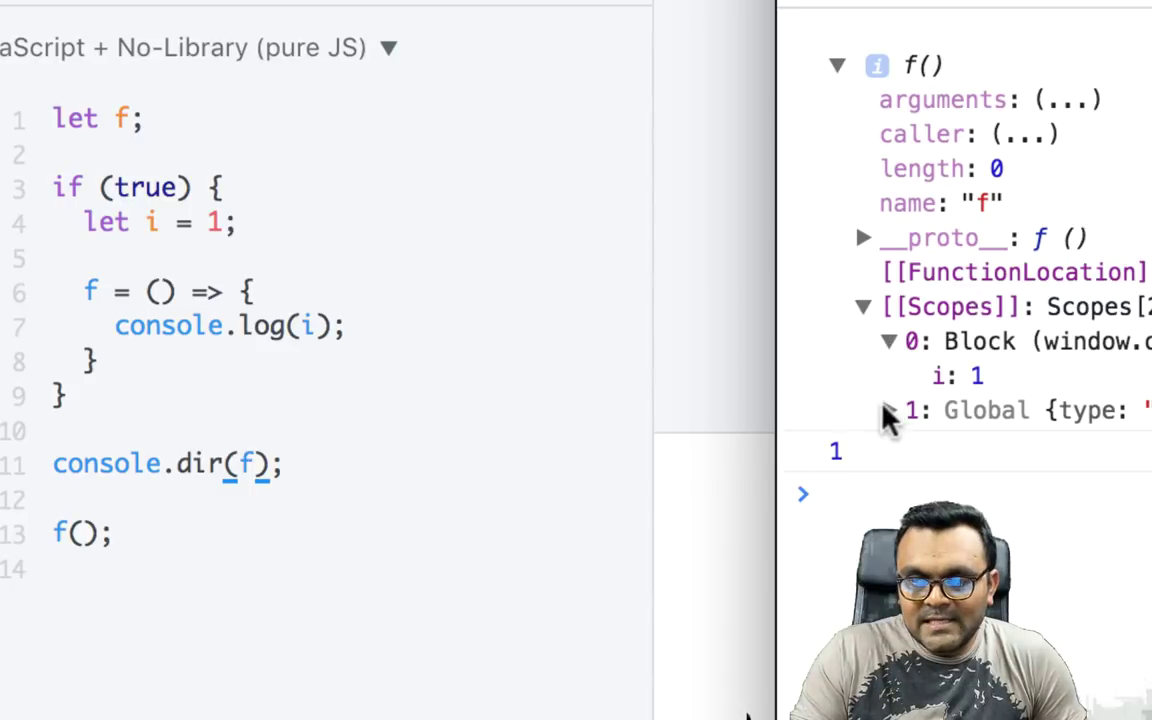 aScript + No-Library (pure JS) ▼
1 let f;
2
3 if (true) {
4 let i = 1;
5
6 f = () => {
7 console.log(i);
8 }
9 }
10
11 console.dir(f);
12
13 f();
14
▼ i f()
arguments: (...)
caller: (...)
length: 0
name: "f"
▶ __proto__: ƒ ()
[[FunctionLocation]
▼ [[Scopes]]: Scopes[2
▼ 0: Block (window.c
i: 1
1: Global {type: "
1
>